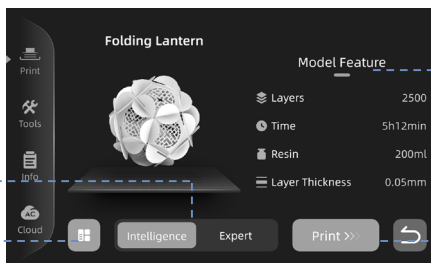 Folding Lantern
Model Feature
Print
Layers 2500
Tools
Time 5h12min
Resin 200ml
Info
Layer Thickness 0.05mm
AC
Cloud
Intelligence
Expert
Print >>>